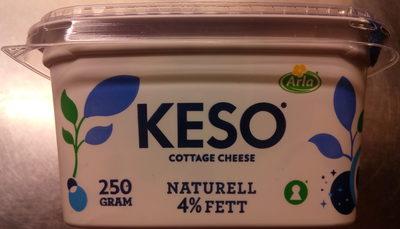 Arla
KESO
COTTAGE CHEESE
250
GRAM
NATURELL
4% FETT